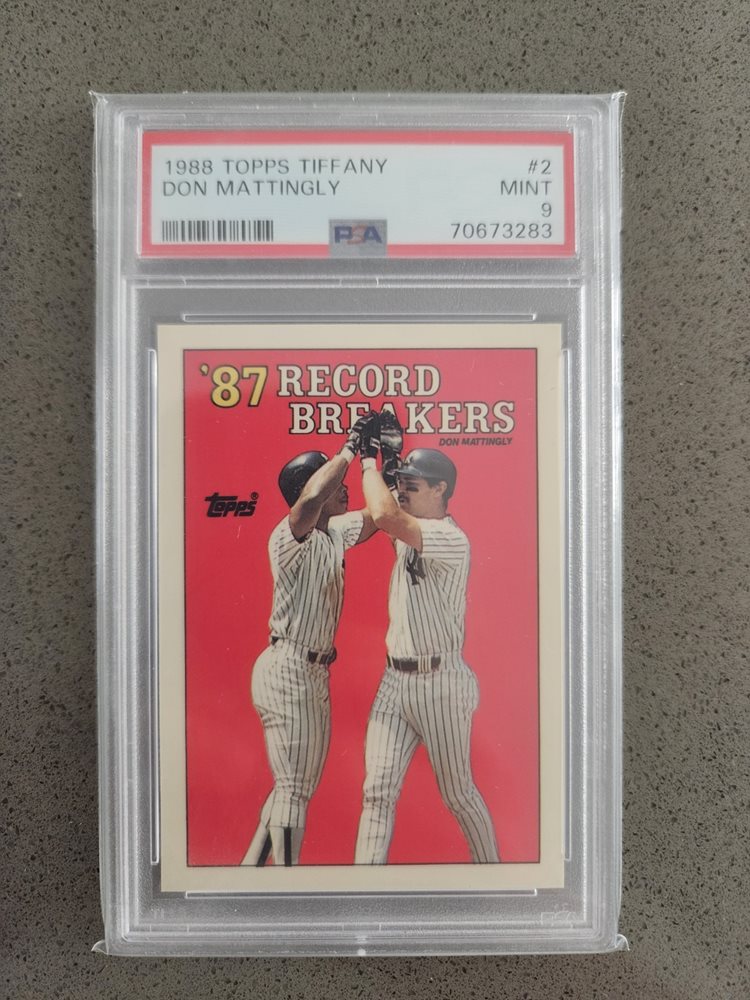 1988 TOPPS TIFFANY #2
DON MATTINGLY MINT
9
PSA 70673283
'87 RECORD
BREAKERS
DON MATTINGLY
topps®